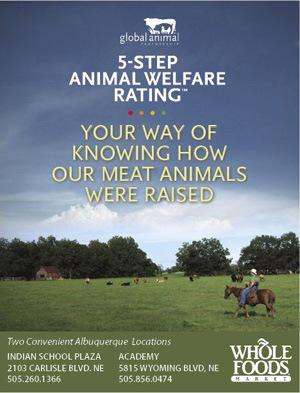 global animal
PARTNERSHIP
5-STEP
ANIMAL WELFARE
RATING™
YOUR WAY OF
KNOWING HOW
OUR MEAT ANIMALS
WERE RAISED
Two Convenient Albuquerque Locations
INDIAN SCHOOL PLAZA
2103 CARLISLE BLVD. NE
505.260.1366
ACADEMY
5815 WYOMING BLVD, NE
505.856.0474
WHOLE
FOODS
MARKET